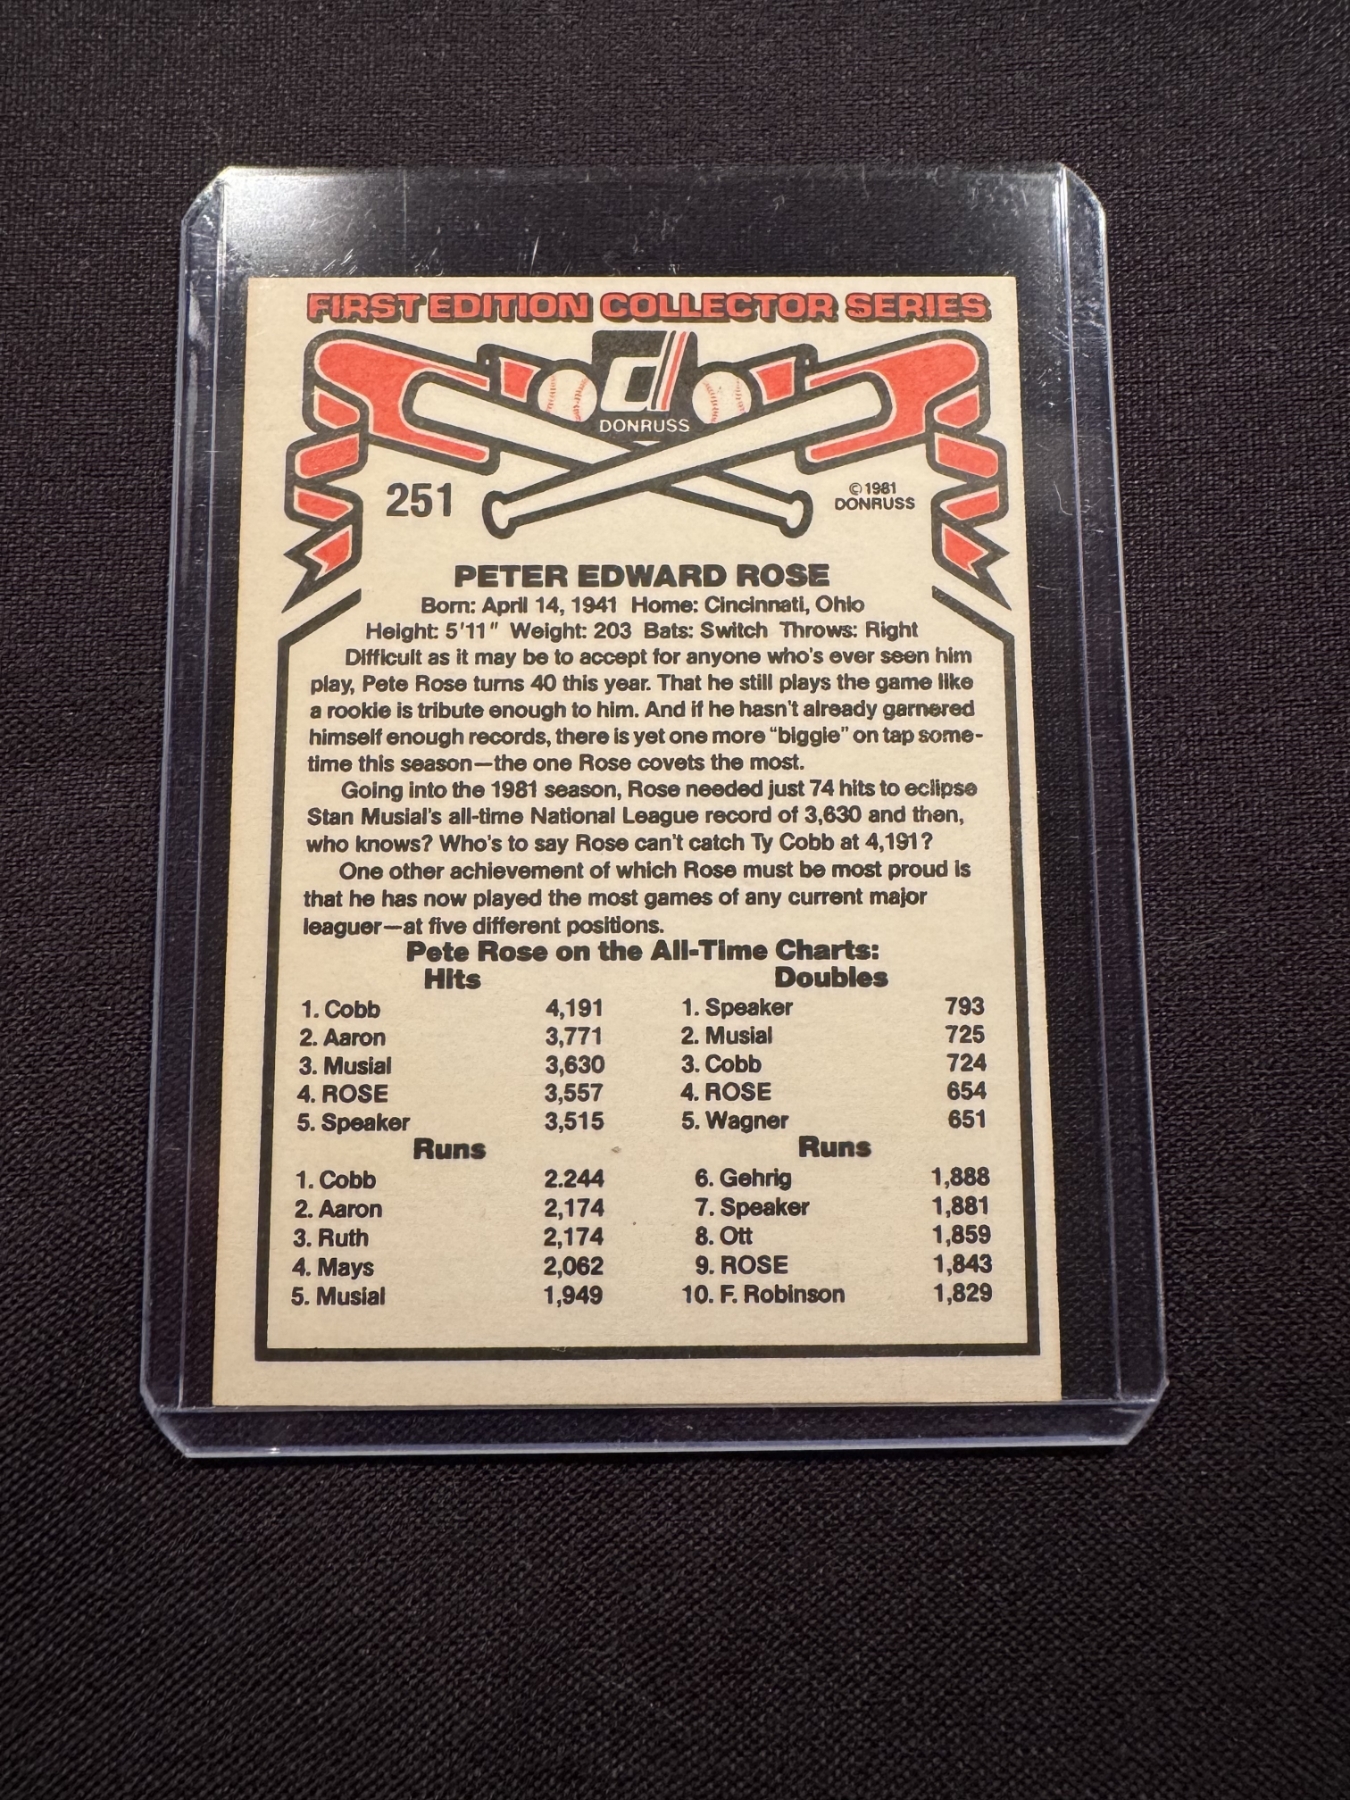 FIRST EDITION COLLECTOR SERIES
d
DONRUSS
251
©1981
DONRUSS
PETER EDWARD ROSE
Born: April 14, 1941 Home: Cincinnati, Ohio
Height: 5'11" Weight: 203 Bats: Switch Throws: Right
Difficult as it may be to accept for anyone who's ever seen him
play, Pete Rose turns 40 this year. That he still plays the game like
a rookie is tribute enough to him. And if he hasn't already garnered
himself enough records, there is yet one more "biggie" on tap some-
time this season—the one Rose covets the most.
Going into the 1981 season, Rose needed just 74 hits to eclipse
Stan Musial's all-time National League record of 3,630 and then,
who knows? Who's to say Rose can't catch Ty Cobb at 4,191?
One other achievement of which Rose must be most proud is
that he has now played the most games of any current major
leaguer—at five different positions.
Pete Rose on the All-Time Charts:
Hits Doubles
1. Cobb 4,191 1. Speaker 793
2. Aaron 3,771 2. Musial 725
3. Musial 3,630 3. Cobb 724
4. ROSE 3,557 4. ROSE 654
5. Speaker 3,515 5. Wagner 651
Runs Runs
1. Cobb 2.244 6. Gehrig 1,888
2. Aaron 2,174 7. Speaker 1,881
3. Ruth 2,174 8. Ott 1,859
4. Mays 2,062 9. ROSE 1,843
5. Musial 1,949 10. F. Robinson 1,829